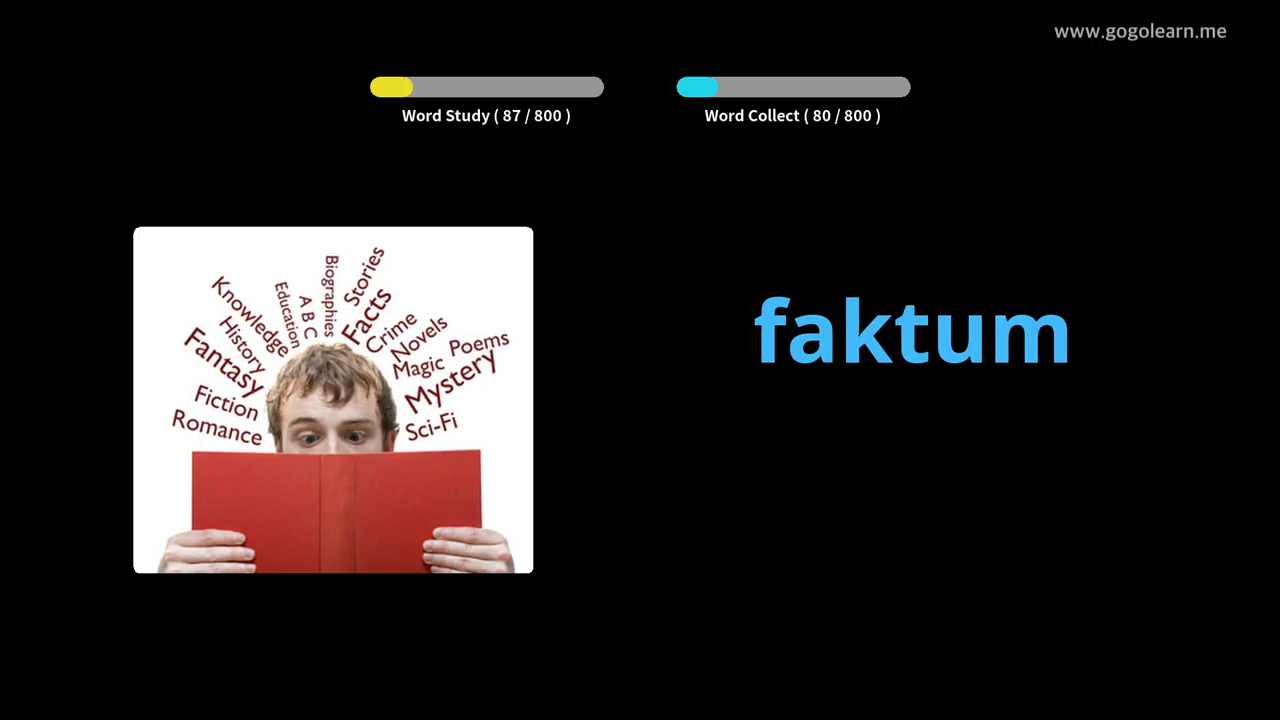 www.gogolearn.me
Word Study ( 87 / 800 )
Word Collect ( 80 / 800 )
Biographies
Stories
Education
A B C
Facts
Knowledge
Crime
History
Novels
Poems
Fantasy
Magic
Mystery
Fiction
Romance
Sci-Fi
faktum